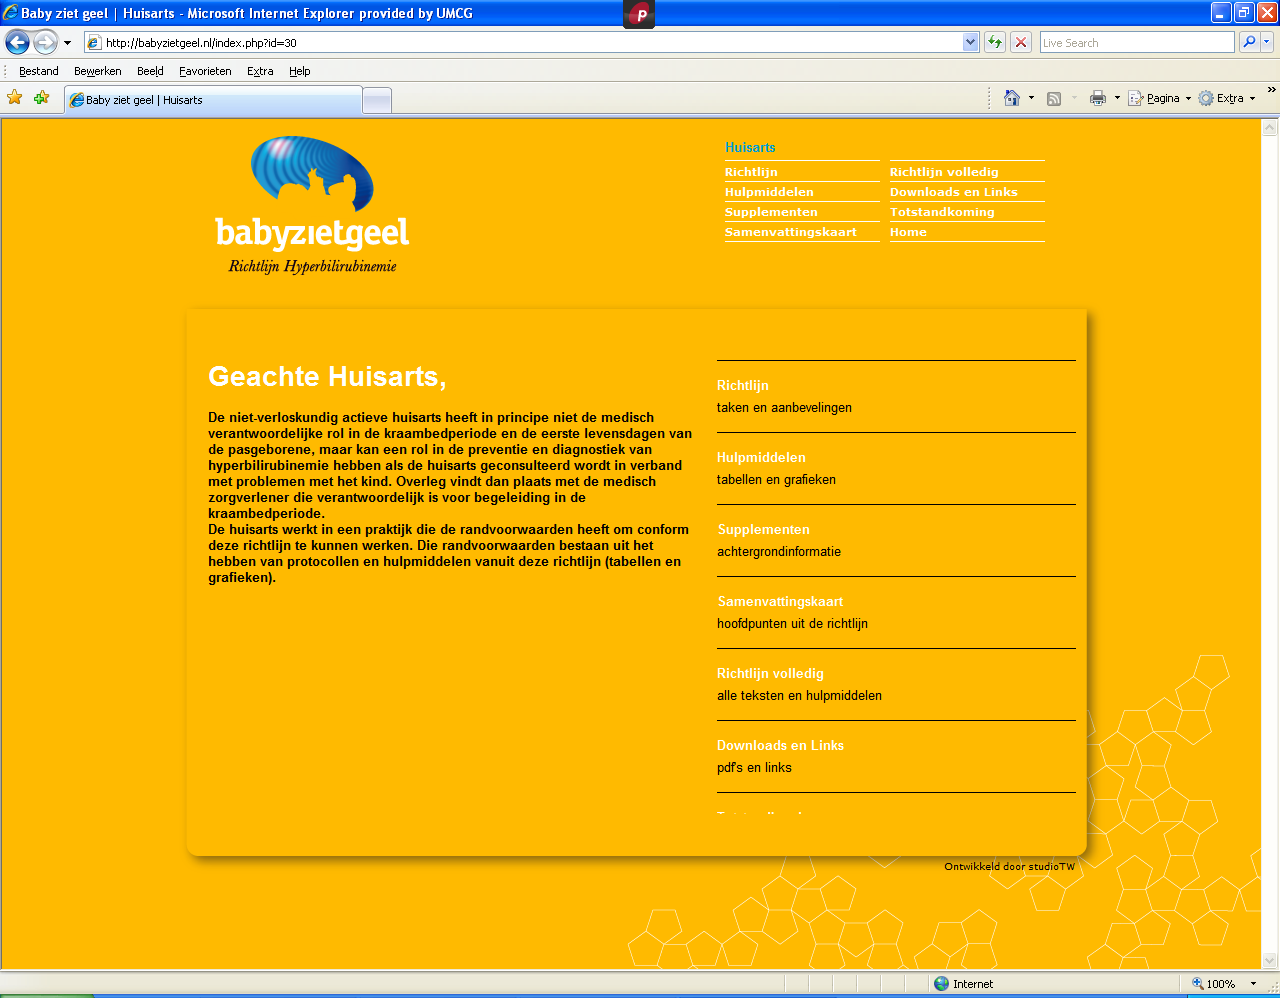 Baby ziet geel | Huisarts - Microsoft Internet Explorer provided by UMCG
http://babyzietgeel.nl/index.php?id=30
Live Search
Bestand Bewerken Beeld Favorieten Extra Help
Baby ziet geel | Huisarts
Pagina Extra
babyzietgeel
Richtlijn Hyperbilirubinemie
Huisarts
Richtlijn Richtlijn volledig
Hulpmiddelen Downloads en Links
Supplementen Totstandkoming
Samenvattingskaart Home
Geachte Huisarts,
De niet-verloskundig actieve huisarts heeft in principe niet de medisch
verantwoordelijke rol in de kraambedperiode en de eerste levensdagen van
de pasgeborene, maar kan een rol in de preventie en diagnostiek van
hyperbilirubinemie hebben als de huisarts geconsulteerd wordt in verband
met problemen met het kind. Overleg vindt dan plaats met de medisch
zorgverlener die verantwoordelijk is voor begeleiding in de
kraambedperiode.
De huisarts werkt in een praktijk die de randvoorwaarden heeft om conform
deze richtlijn te kunnen werken. Die randvoorwaarden bestaan uit het
hebben van protocollen en hulpmiddelen vanuit deze richtlijn (tabellen en
grafieken).
Richtlijn
taken en aanbevelingen
Hulpmiddelen
tabellen en grafieken
Supplementen
achtergrondinformatie
Samenvattingskaart
hoofdpunten uit de richtlijn
Richtlijn volledig
alle teksten en hulpmiddelen
Downloads en Links
pdf's en links
Ontwikkeld door studioTW
Internet
100%